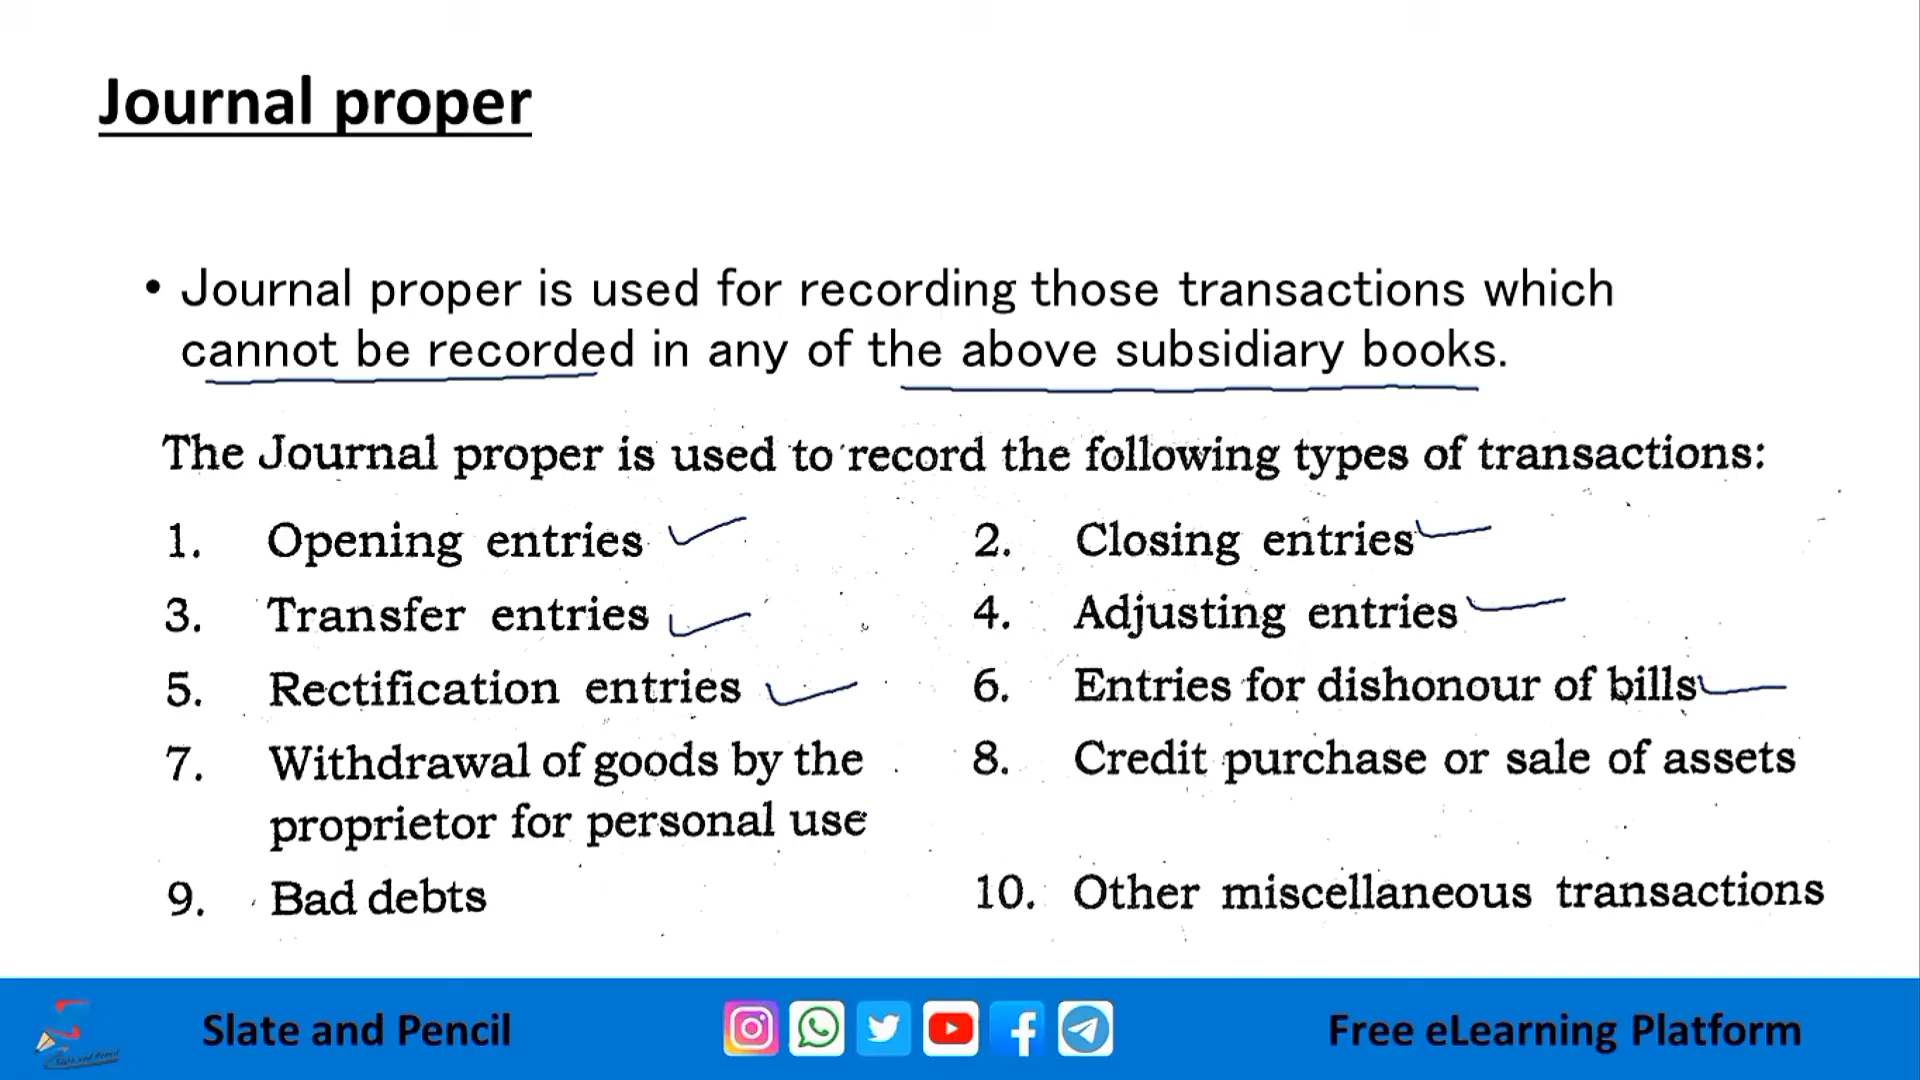 Journal proper
• Journal proper is used for recording those transactions which
cannot be recorded in any of the above subsidiary books.
The Journal proper is used to record the following types of transactions:
1. Opening entries 2. Closing entries
3. Transfer entries 4. Adjusting entries
5. Rectification entries 6. Entries for dishonour of bills
7. Withdrawal of goods by the 8. Credit purchase or sale of assets
proprietor for personal use
9. Bad debts 10. Other miscellaneous transactions
Slate and Pencil Free eLearning Platform